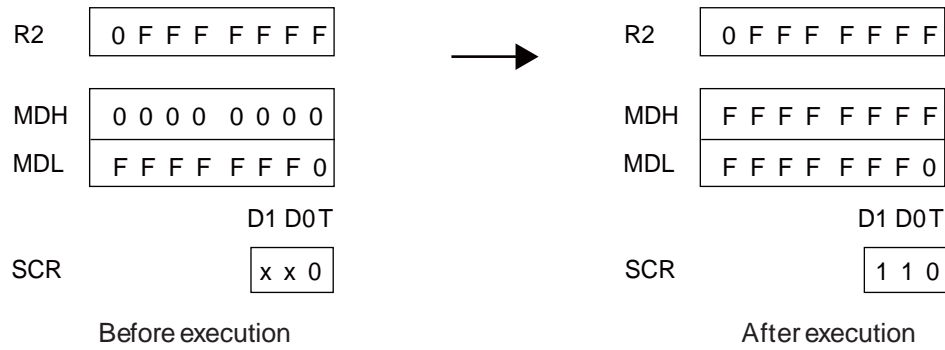 R2 0 F F F F F F F R2 0 F F F F F F F
MDH 0 0 0 0 0 0 0 0 MDH F F F F F F F F
MDL F F F F F F F 0 MDL F F F F F F F 0
D1 D0 T D1 D0 T
SCR x x 0 SCR 1 1 0
Before execution After execution